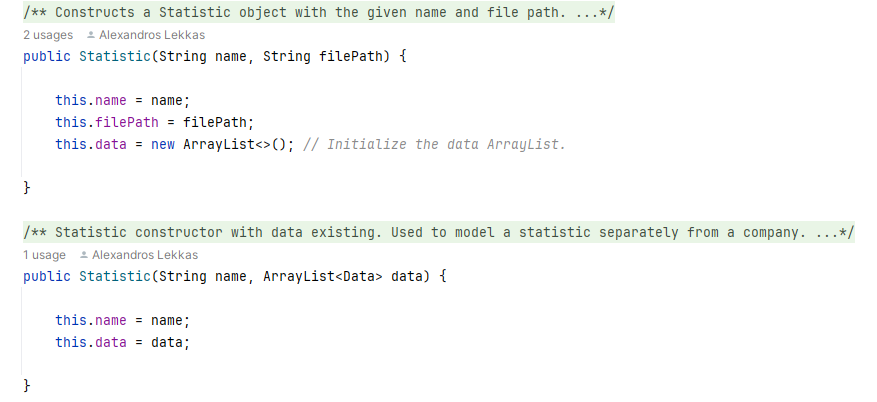 /** Constructs a Statistic object with the given name and file path. ...*/
2 usages Alexandros Lekkas
public Statistic(String name, String filePath) {
this.name = name;
this.filePath = filePath;
this.data = new ArrayList<>(); // Initialize the data ArrayList.
}
/** Statistic constructor with data existing. Used to model a statistic separately from a company. ...*/
1 usage Alexandros Lekkas
public Statistic(String name, ArrayList<Data> data) {
this.name = name;
this.data = data;
}